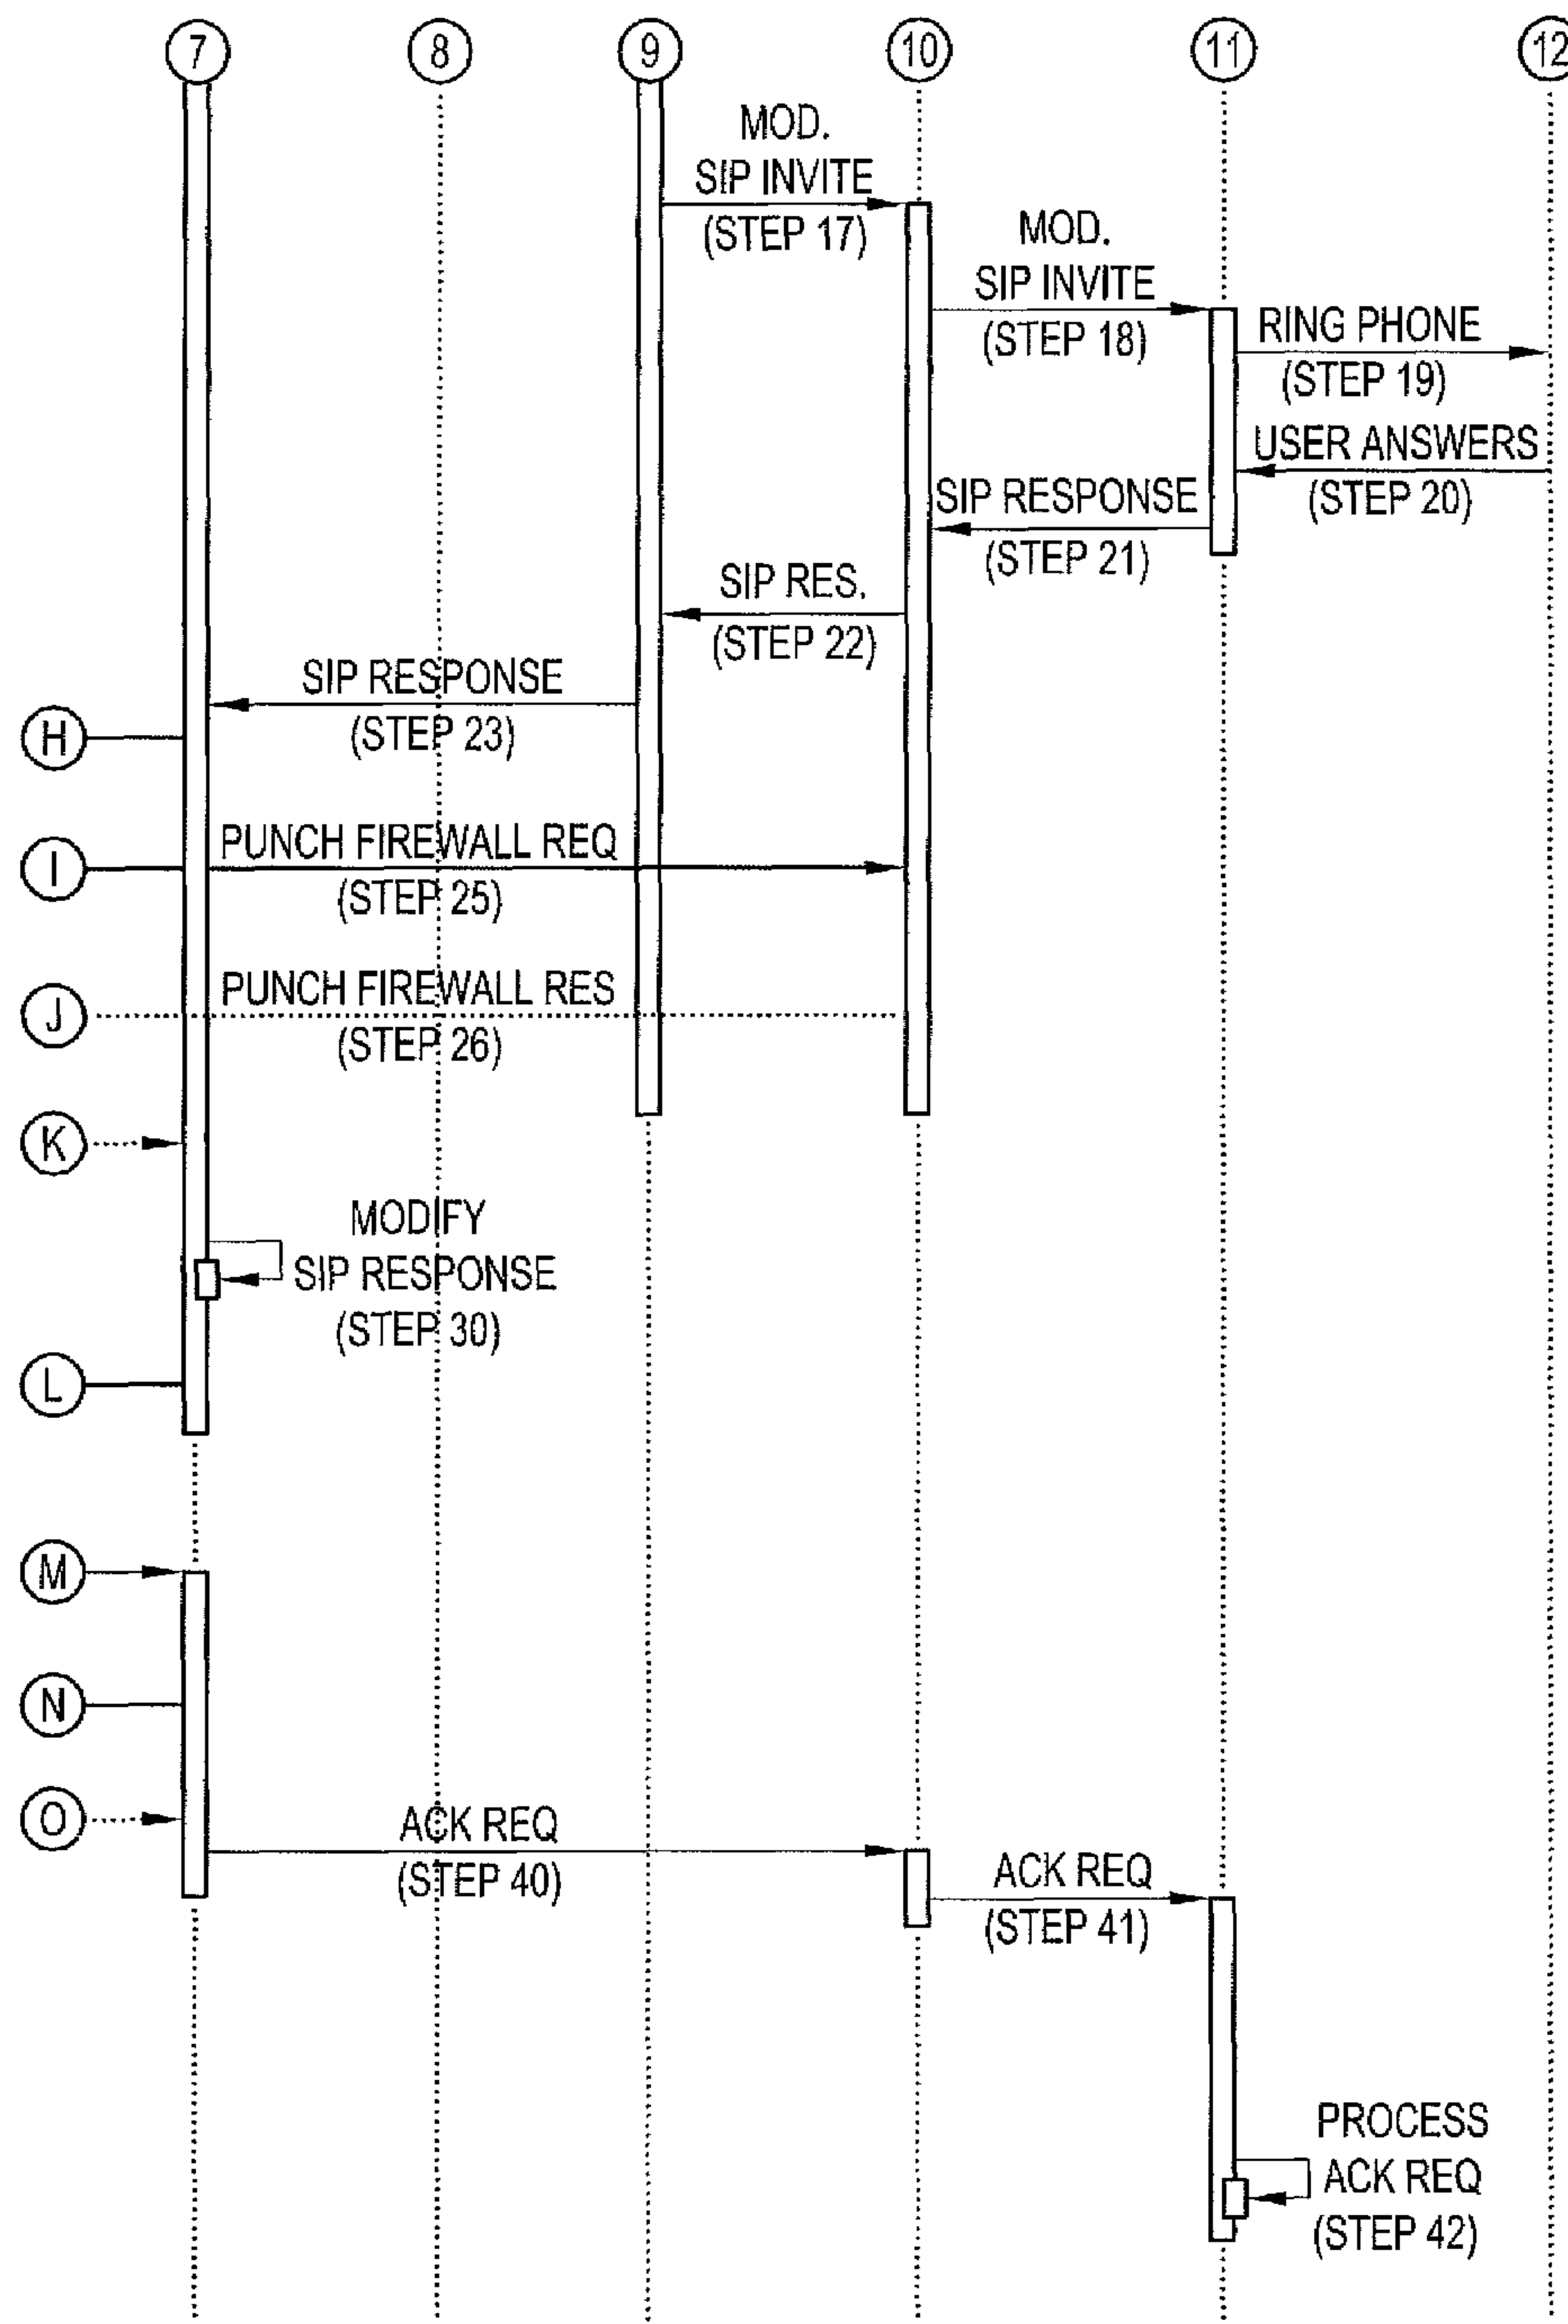 7 8 9 10 11 12
MOD.
SIP INVITE
(STEP 17)
MOD.
SIP INVITE
(STEP 18)
RING PHONE
(STEP 19)
USER ANSWERS
(STEP 20)
SIP RESPONSE
(STEP 21)
SIP RES.
(STEP 22)
SIP RESPONSE
(STEP 23)
H
PUNCH FIREWALL REQ
I
(STEP 25)
PUNCH FIREWALL RES
J
(STEP 26)
K
MODIFY
SIP RESPONSE
(STEP 30)
L
M
N
O
ACK REQ
(STEP 40)
ACK REQ
(STEP 41)
PROCESS
ACK REQ
(STEP 42)